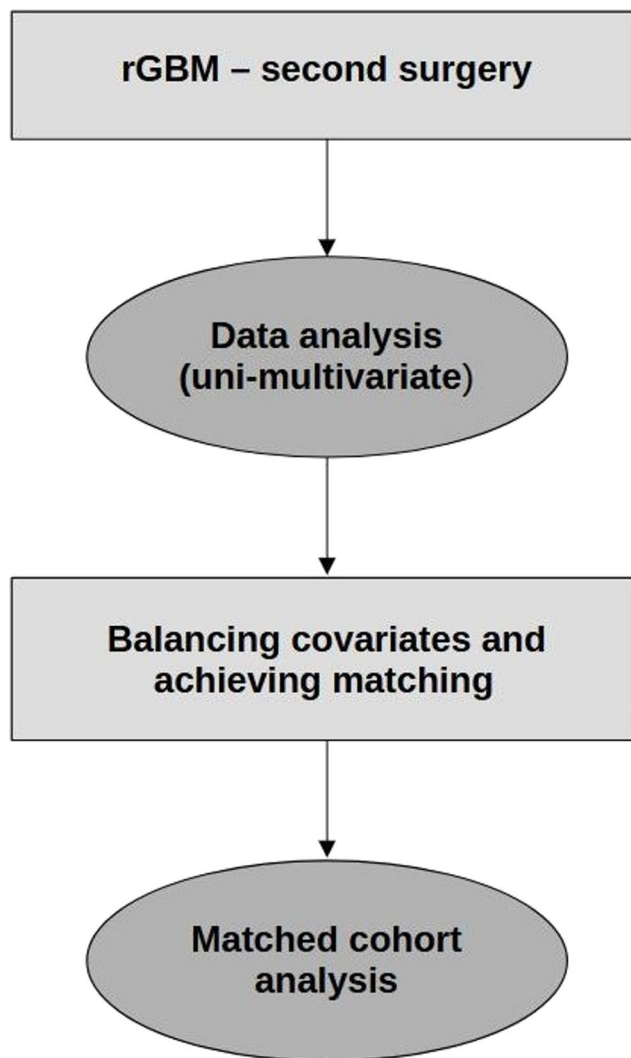 rGBM – second surgery
Data analysis
(uni-multivariate)
Balancing covariates and
achieving matching
Matched cohort
analysis